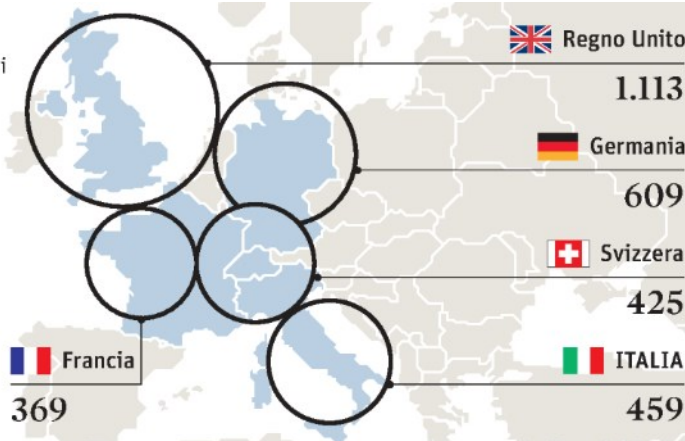 i
Regno Unito
1.113
Germania
609
Svizzera
425
Francia
369
ITALIA
459